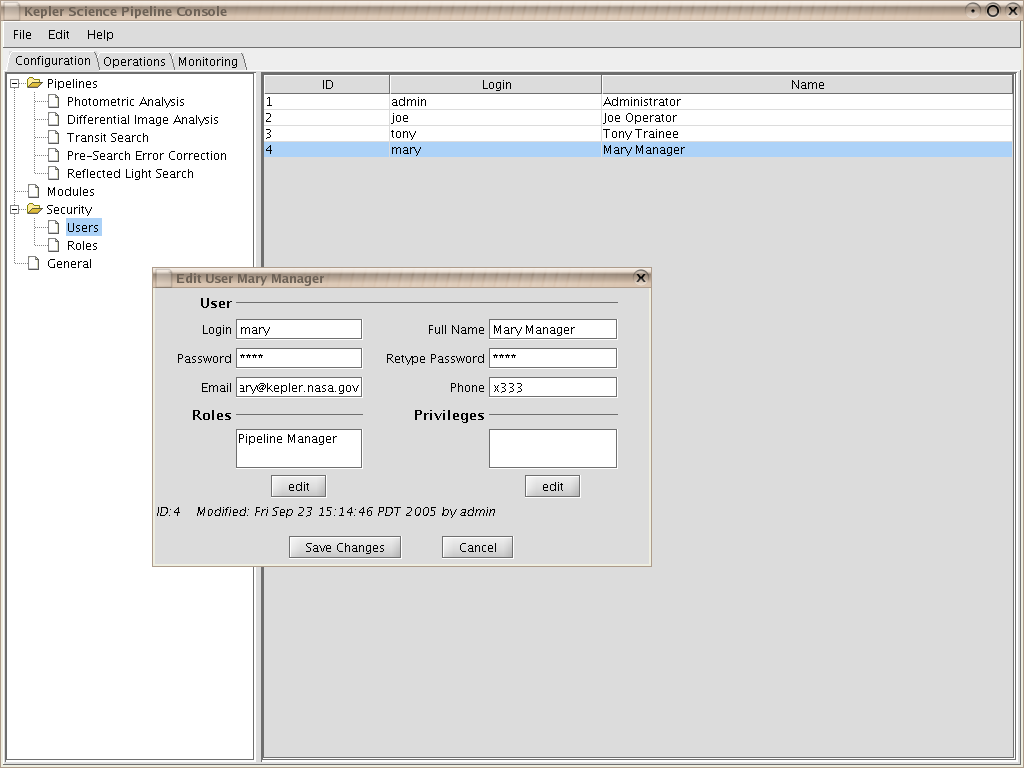 Kepler Science Pipeline Console
File Edit Help
Configuration Operations Monitoring
Pipelines
Photometric Analysis
Differential Image Analysis
Transit Search
Pre-Search Error Correction
Reflected Light Search
Modules
Security
Users
Roles
General
ID Login Name
1 admin Administrator
2 joe Joe Operator
3 tony Tony Trainee
4 mary Mary Manager
Edit User Mary Manager
User
Login mary Full Name Mary Manager
Password **** Retype Password ****
Email ary@kepler.nasa.gov Phone x333
Roles Privileges
Pipeline Manager
edit edit
ID:4 Modified: Fri Sep 23 15:14:46 PDT 2005 by admin
Save Changes Cancel